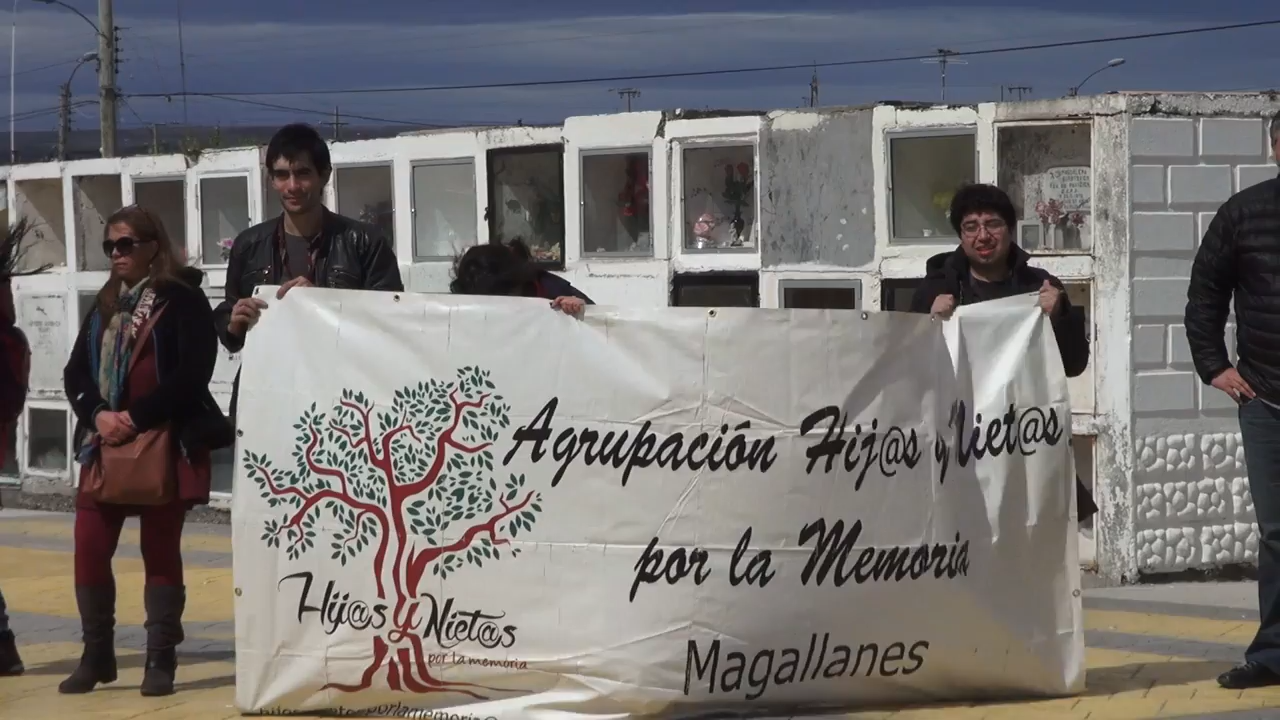 Agrupación Hij@s y Niet@s
por la Memoria
Magallanes
Hij@s y Niet@s
por la memoria